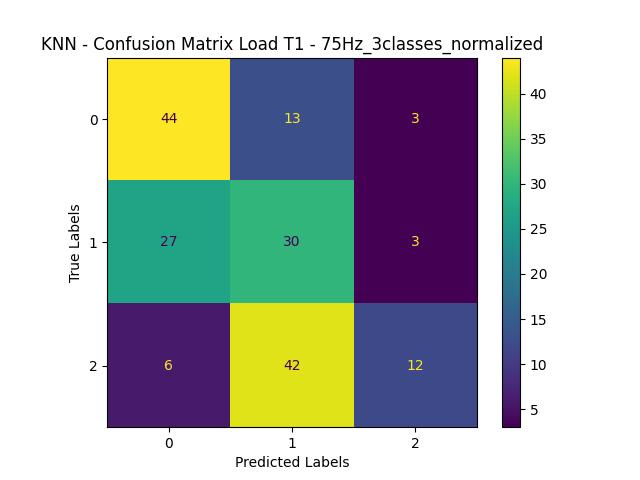 KNN - Confusion Matrix Load T1 - 75Hz_3classes_normalized
True Labels
0 44 13 3
1 27 30 3
2 6 42 12
0 1 2
Predicted Labels
40
35
30
25
20
15
10
5